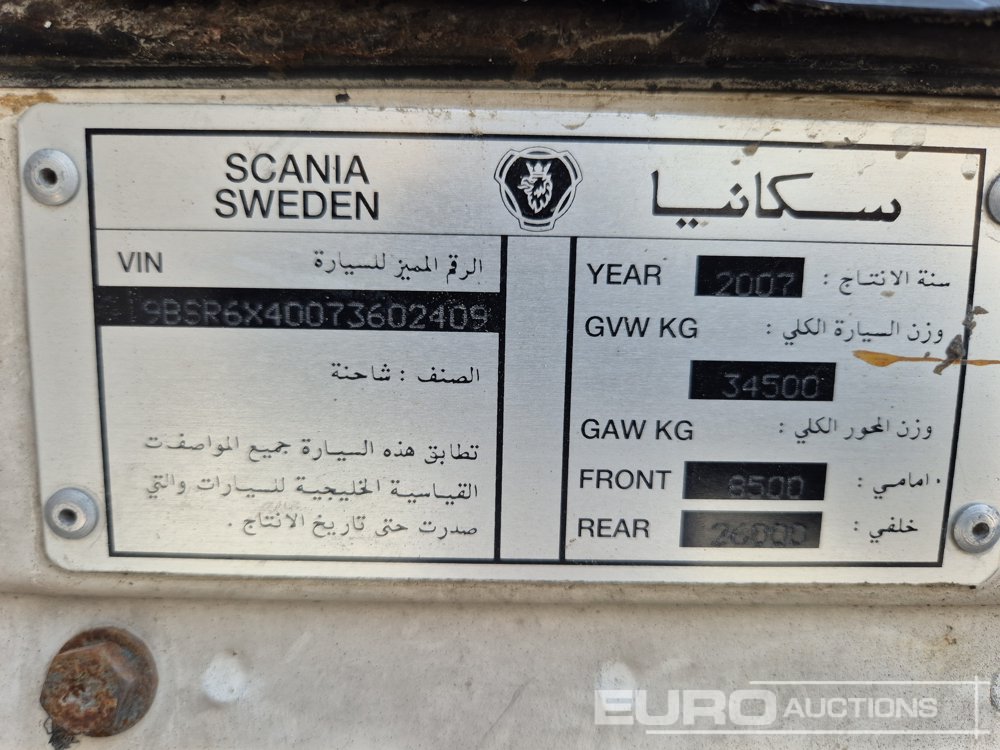 SCANIA
SWEDEN
سكانيا
VIN الرقم المميز للسيارة
9BSR6X40073602409
الصنف : شاحنة
تطابق هذه السيارة جميع المواصفت
القياسية الخليجية للسيارات والتي
صدرت حتى تاريخ الانتاج .
YEAR 2007 سنة الانتاج :
GVW KG وزن السيارة الكلي :
34500
GAW KG وزن المحور الكلي :
FRONT 8500 امامي :
REAR 26000 خلفي :
EURO AUCTIONS